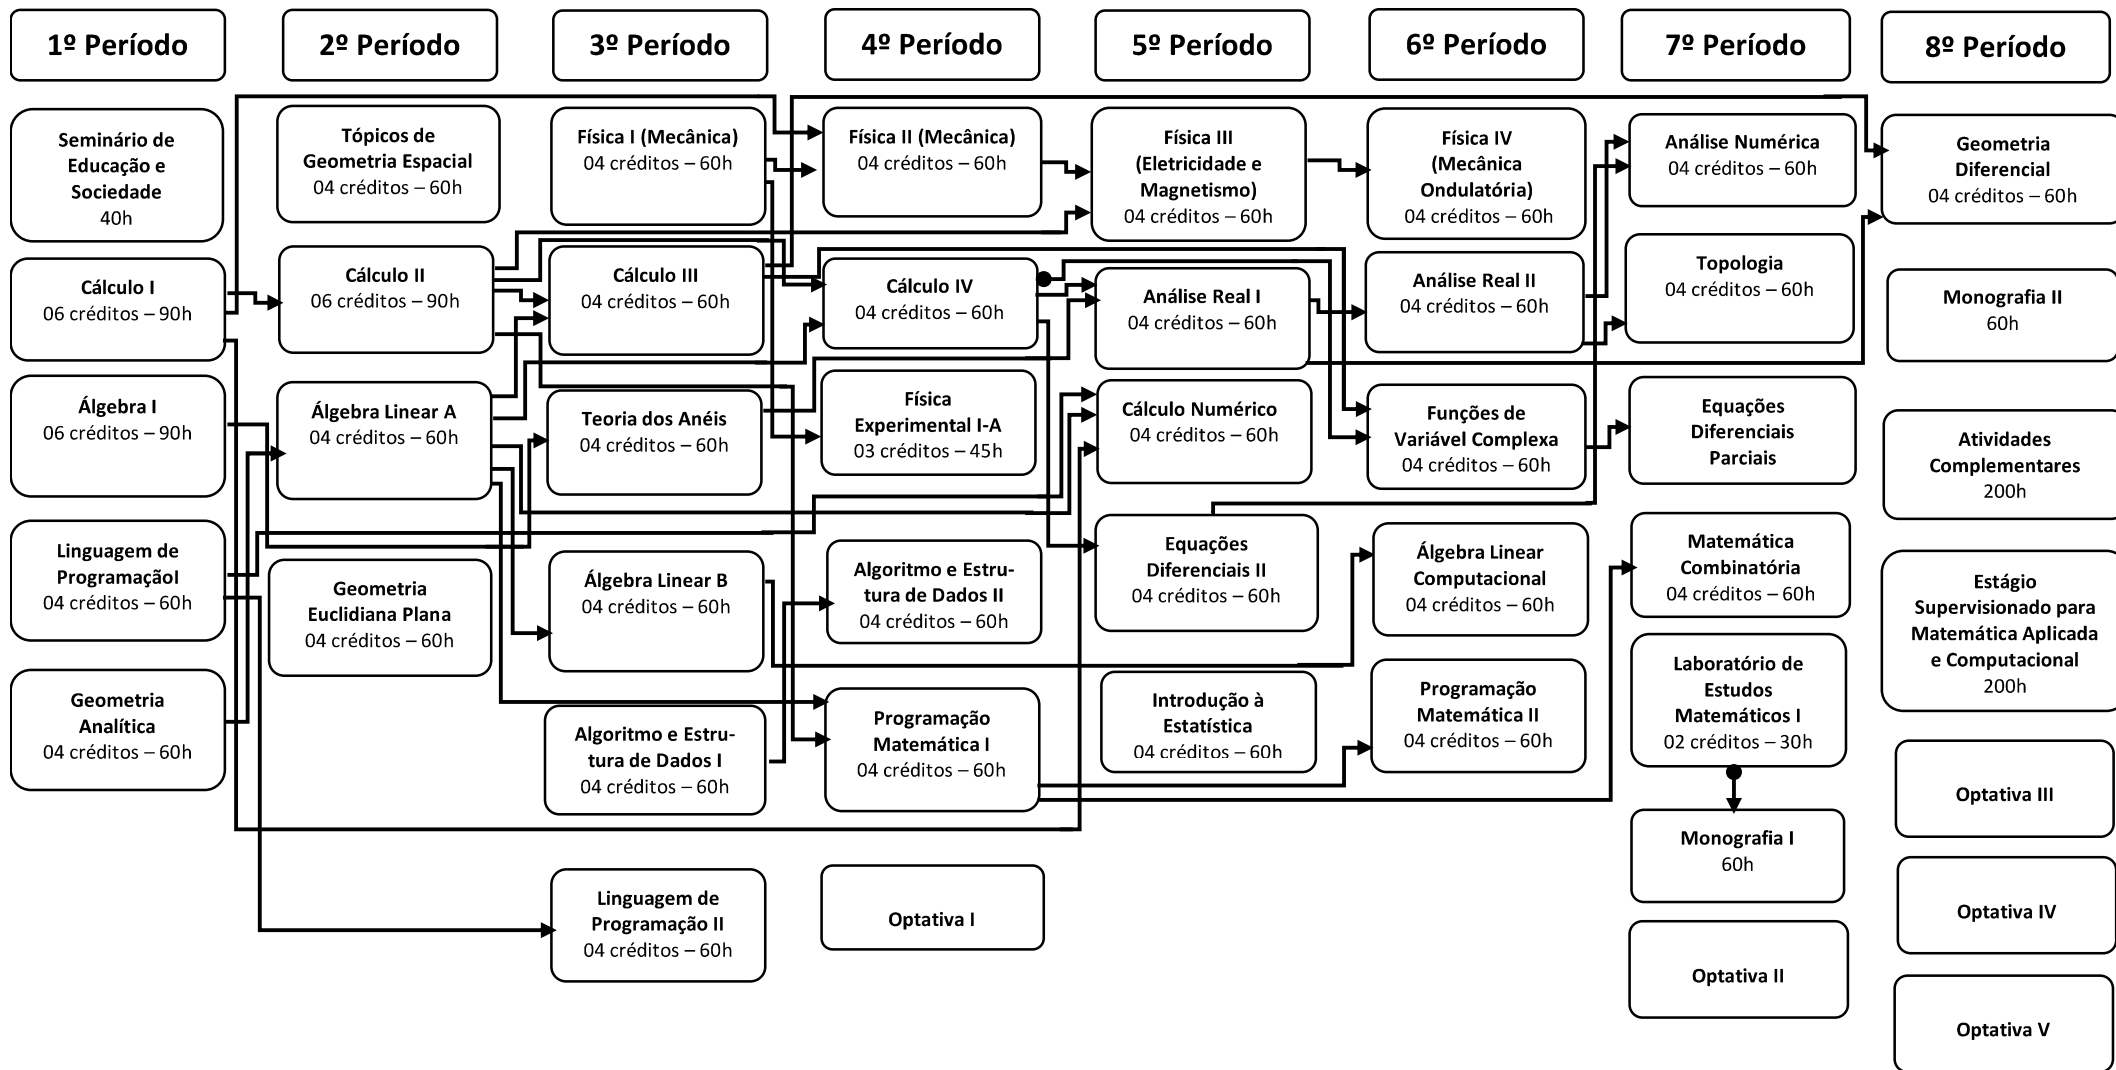 1º Período
2º Período
3º Período
4º Período
5º Período
6º Período
7º Período
8º Período
Seminário de
Educação e
Sociedade
40h
Cálculo I
06 créditos – 90h
Álgebra I
06 créditos – 90h
Linguagem de
ProgramaçãoI
04 créditos – 60h
Geometria
Analítica
04 créditos – 60h
Tópicos de
Geometria Espacial
04 créditos – 60h
Cálculo II
06 créditos – 90h
Álgebra Linear A
04 créditos – 60h
Geometria
Euclidiana Plana
04 créditos – 60h
Física I (Mecânica)
04 créditos – 60h
Cálculo III
04 créditos – 60h
Teoria dos Anéis
04 créditos – 60h
Álgebra Linear B
04 créditos – 60h
Algoritmo e Estru-
tura de Dados I
04 créditos – 60h
Linguagem de
Programação II
04 créditos – 60h
Física II (Mecânica)
04 créditos – 60h
Cálculo IV
04 créditos – 60h
Física
Experimental I-A
03 créditos – 45h
Algoritmo e Estru-
tura de Dados II
04 créditos – 60h
Programação
Matemática I
04 créditos – 60h
Optativa I
Física III
(Eletricidade e
Magnetismo)
04 créditos – 60h
Análise Real I
04 créditos – 60h
Cálculo Numérico
04 créditos – 60h
Equações
Diferenciais II
04 créditos – 60h
Introdução à
Estatística
04 créditos – 60h
Física IV
(Mecânica
Ondulatória)
04 créditos – 60h
Análise Real II
04 créditos – 60h
Funções de
Variável Complexa
04 créditos – 60h
Álgebra Linear
Computacional
04 créditos – 60h
Programação
Matemática II
04 créditos – 60h
Análise Numérica
04 créditos – 60h
Topologia
04 créditos – 60h
Equações
Diferenciais
Parciais
Matemática
Combinatória
04 créditos – 60h
Laboratório de
Estudos
Matemáticos I
02 créditos – 30h
Monografia I
60h
Optativa II
Geometria
Diferencial
04 créditos – 60h
Monografia II
60h
Atividades
Complementares
200h
Estágio
Supervisionado para
Matemática Aplicada
e Computacional
200h
Optativa III
Optativa IV
Optativa V